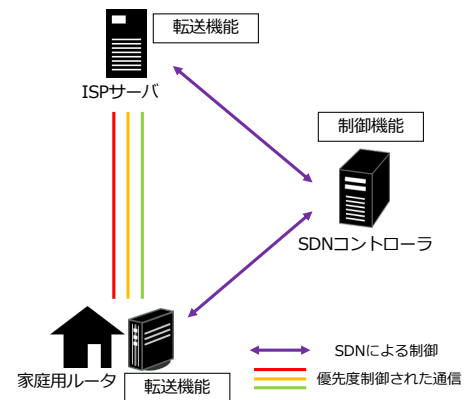 転送機能
ISPサーバ
制御機能
SDNコントローラ
家庭用ルータ
転送機能
SDNによる制御
優先度制御された通信